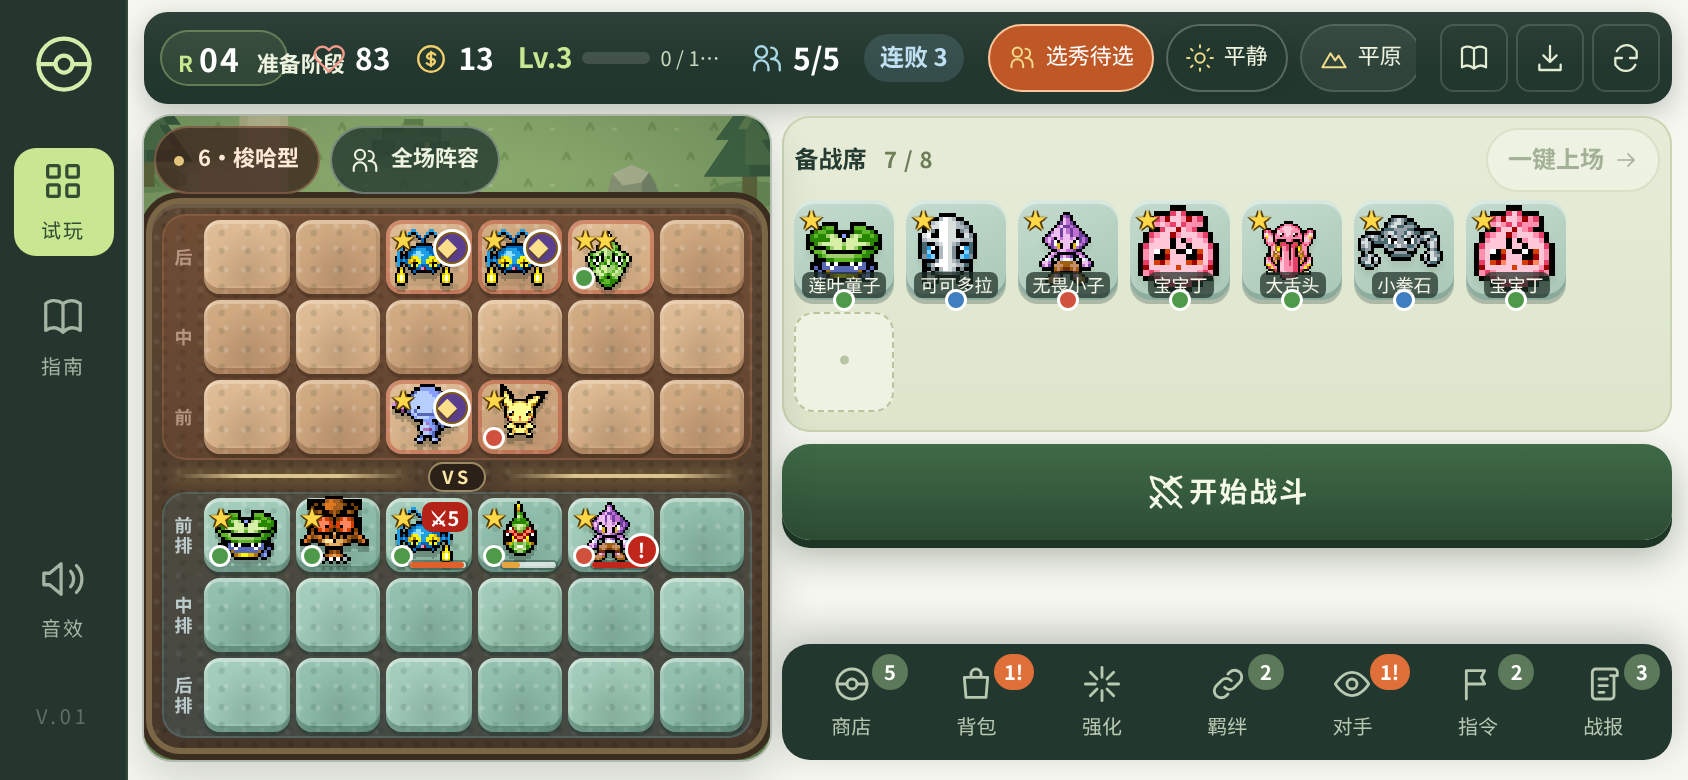 R 04 准备阶段 83 13 Lv.3 0 / 1··· 5/5 连败 3 选秀待选 平静 平原
试玩
指南
音效
V.01
6・梭哈型 全场阵容
后
中
前
VS
前排
5
!
中排
后排
备战席 7 / 8 一键上场 →
莲叶童子 可可多拉 无畏小子 宝宝丁 大舌头 小拳石 宝宝丁
开始战斗
5 1! 2 1! 2 3
商店 背包 强化 羁绊 对手 指令 战报